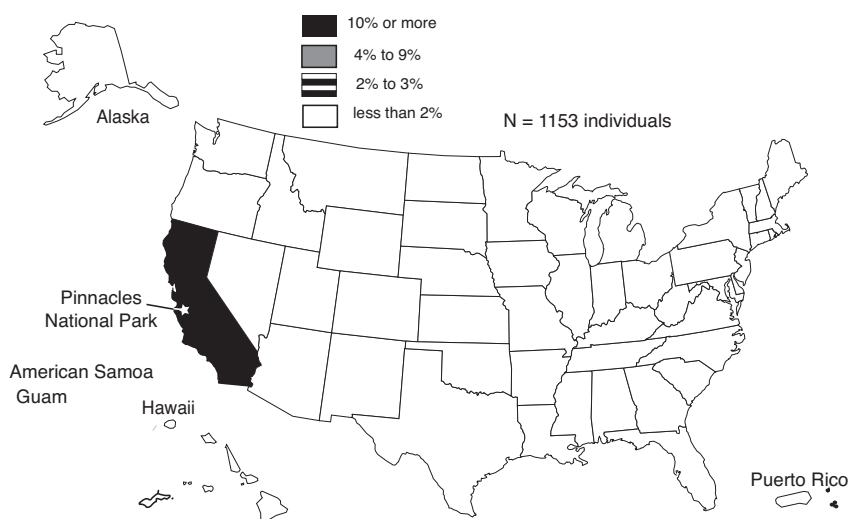 10% or more
4% to 9%
2% to 3%
less than 2%
N = 1153 individuals
Alaska
Pinnacles
National Park
American Samoa
Guam
Hawaii
Puerto Rico